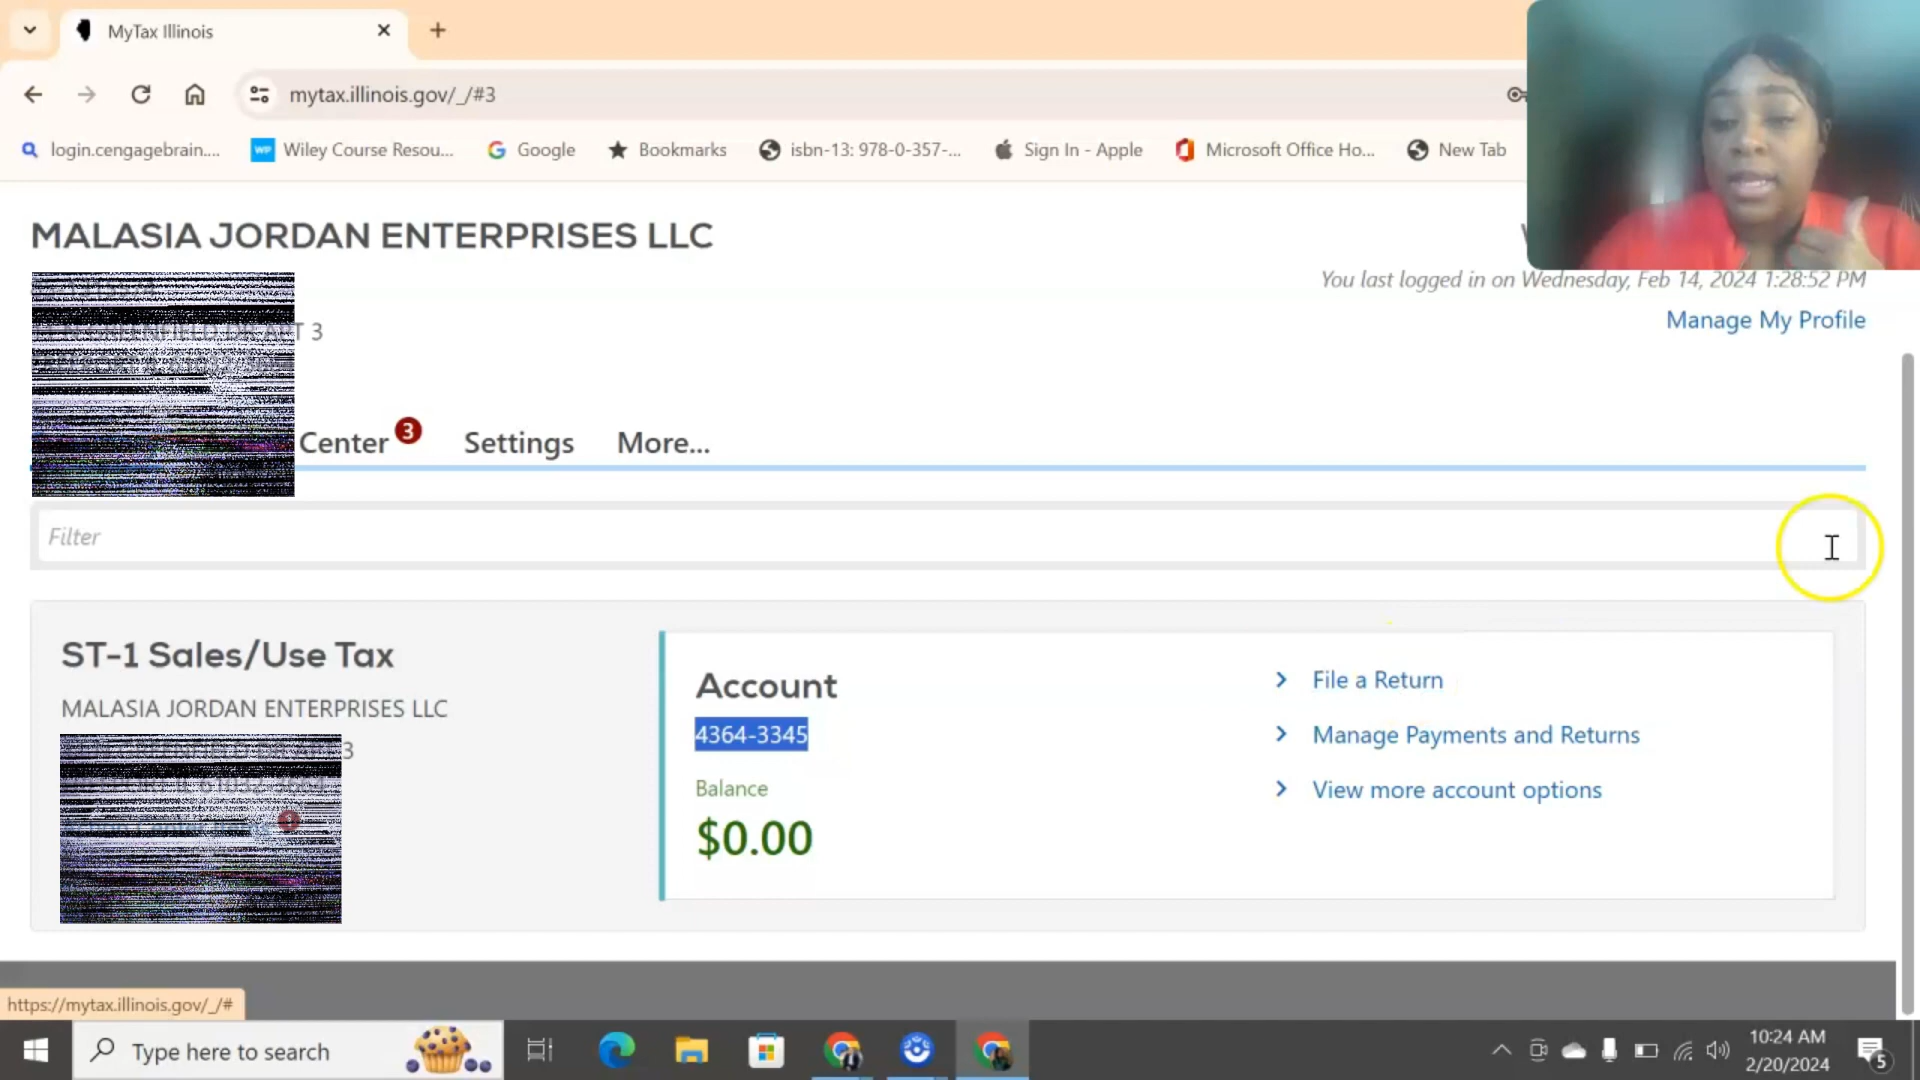 MyTax Illinois
mytax.illinois.gov/_/#3
login.cengagebrain....
WP
Wiley Course Resou...
Google
Bookmarks
isbn-13: 978-0-357-...
Sign In - Apple
Microsoft Office Ho...
New Tab
MALASIA JORDAN ENTERPRISES LLC
You last logged in on Wednesday, Feb 14, 2024 1:28:52 PM
Manage My Profile
3
Center 3
Settings
More...
Filter
ST-1 Sales/Use Tax
MALASIA JORDAN ENTERPRISES LLC
3
Account
4364-3345
Balance
$0.00
File a Return
Manage Payments and Returns
View more account options
https://mytax.illinois.gov/_/#
Type here to search
10:24 AM
2/20/2024
5